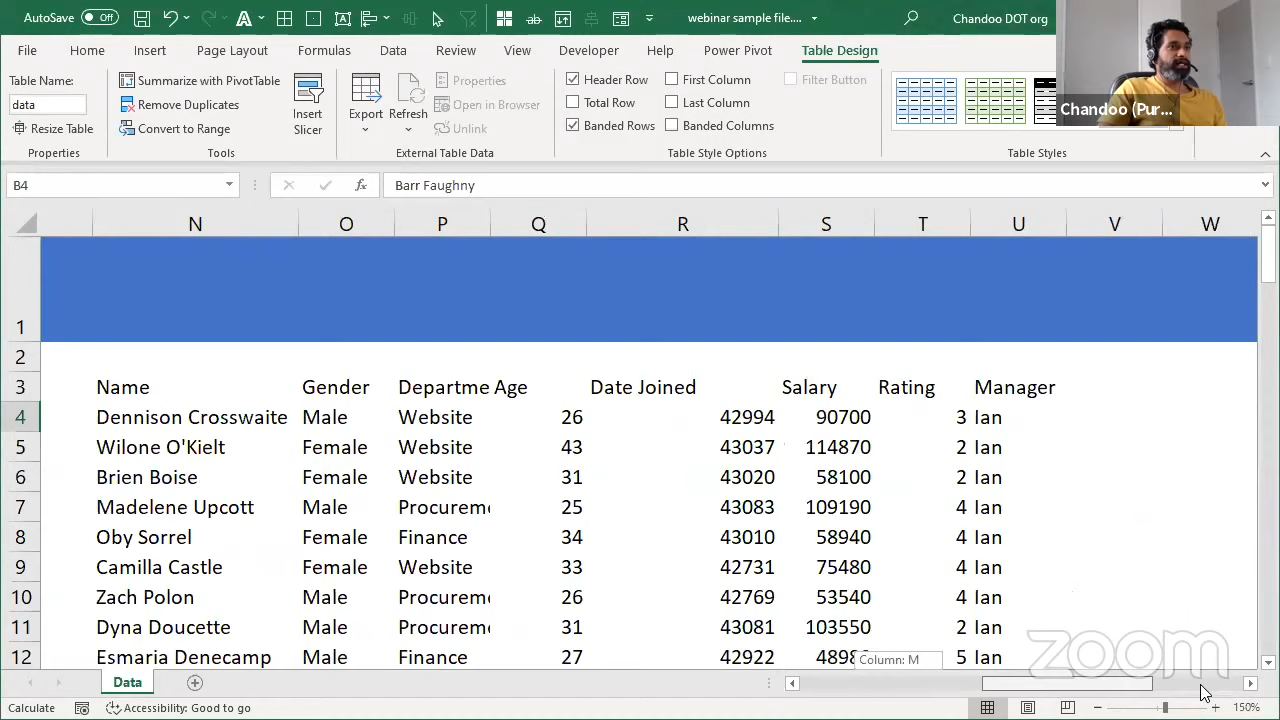 AutoSave Off webinar sample file.... Chandoo DOT org
File Home Insert Page Layout Formulas Data Review View Developer Help Power Pivot Table Design
Table Name: Summarize with PivotTable Properties Header Row First Column Filter Button
data Remove Duplicates Insert Slicer Export Refresh Open in Browser Total Row Last Column
Resize Table Convert to Range Unlink Banded Rows Banded Columns
Chandoo (Pur...
Properties Tools External Table Data Table Style Options Table Styles
B4 fx Barr Faughny
N O P Q R S T U V W
1
2
3 Name Gender Departme Age Date Joined Salary Rating Manager
4 Dennison Crosswaite Male Website 26 42994 90700 3 Ian
5 Wilone O'Kielt Female Website 43 43037 114870 2 Ian
6 Brien Boise Female Website 31 43020 58100 2 Ian
7 Madelene Upcott Male Procureme 25 43083 109190 4 Ian
8 Oby Sorrel Female Finance 34 43010 58940 4 Ian
9 Camilla Castle Female Website 33 42731 75480 4 Ian
10 Zach Polon Male Procureme 26 42769 53540 4 Ian
11 Dyna Doucette Male Procureme 31 43081 103550 2 Ian
12 Esmaria Denecamp Male Finance 27 42922 48980 5 Ian
Column: M
zoom
Data
Calculate Accessibility: Good to go 150%